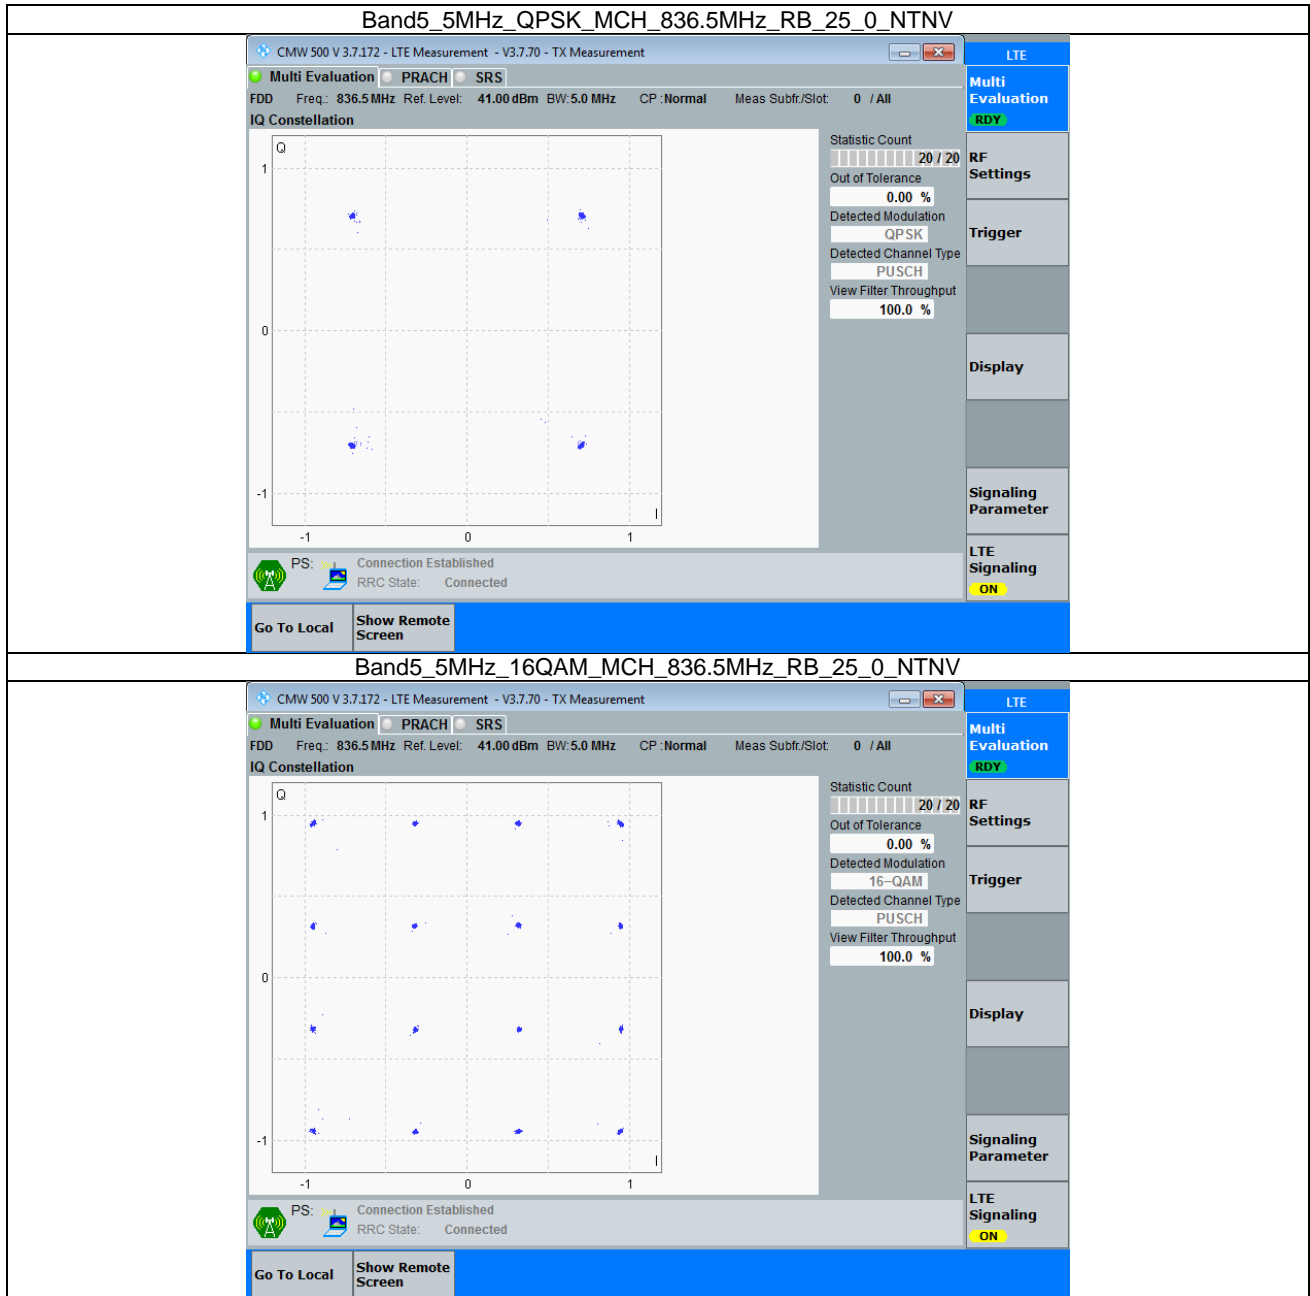 Band5_5MHz_QPSK_MCH_836.5MHz_RB_25_0_NTNV
CMW 500 V 3.7.172 - LTE Measurement - V3.7.70 - TX Measurement
LTE
Multi Evaluation PRACH SRS
FDD Freq.: 836.5 MHz Ref. Level: 41.00 dBm BW: 5.0 MHz CP : Normal Meas Subfr./Slot: 0 / All
IQ Constellation
Q
1
0
-1
I
-1 0 1
Statistic Count
20 / 20
Out of Tolerance
0.00 %
Detected Modulation
QPSK
Detected Channel Type
PUSCH
View Filter Throughput
100.0 %
Multi
Evaluation
RDY
RF
Settings
Trigger
Display
Signaling
Parameter
LTE
Signaling
ON
PS: Connection Established
RRC State: Connected
Go To Local
Show Remote
Screen
Band5_5MHz_16QAM_MCH_836.5MHz_RB_25_0_NTNV
CMW 500 V 3.7.172 - LTE Measurement - V3.7.70 - TX Measurement
LTE
Multi Evaluation PRACH SRS
FDD Freq.: 836.5 MHz Ref. Level: 41.00 dBm BW: 5.0 MHz CP : Normal Meas Subfr./Slot: 0 / All
IQ Constellation
Q
1
0
-1
I
-1 0 1
Statistic Count
20 / 20
Out of Tolerance
0.00 %
Detected Modulation
16-QAM
Detected Channel Type
PUSCH
View Filter Throughput
100.0 %
Multi
Evaluation
RDY
RF
Settings
Trigger
Display
Signaling
Parameter
LTE
Signaling
ON
PS: Connection Established
RRC State: Connected
Go To Local
Show Remote
Screen